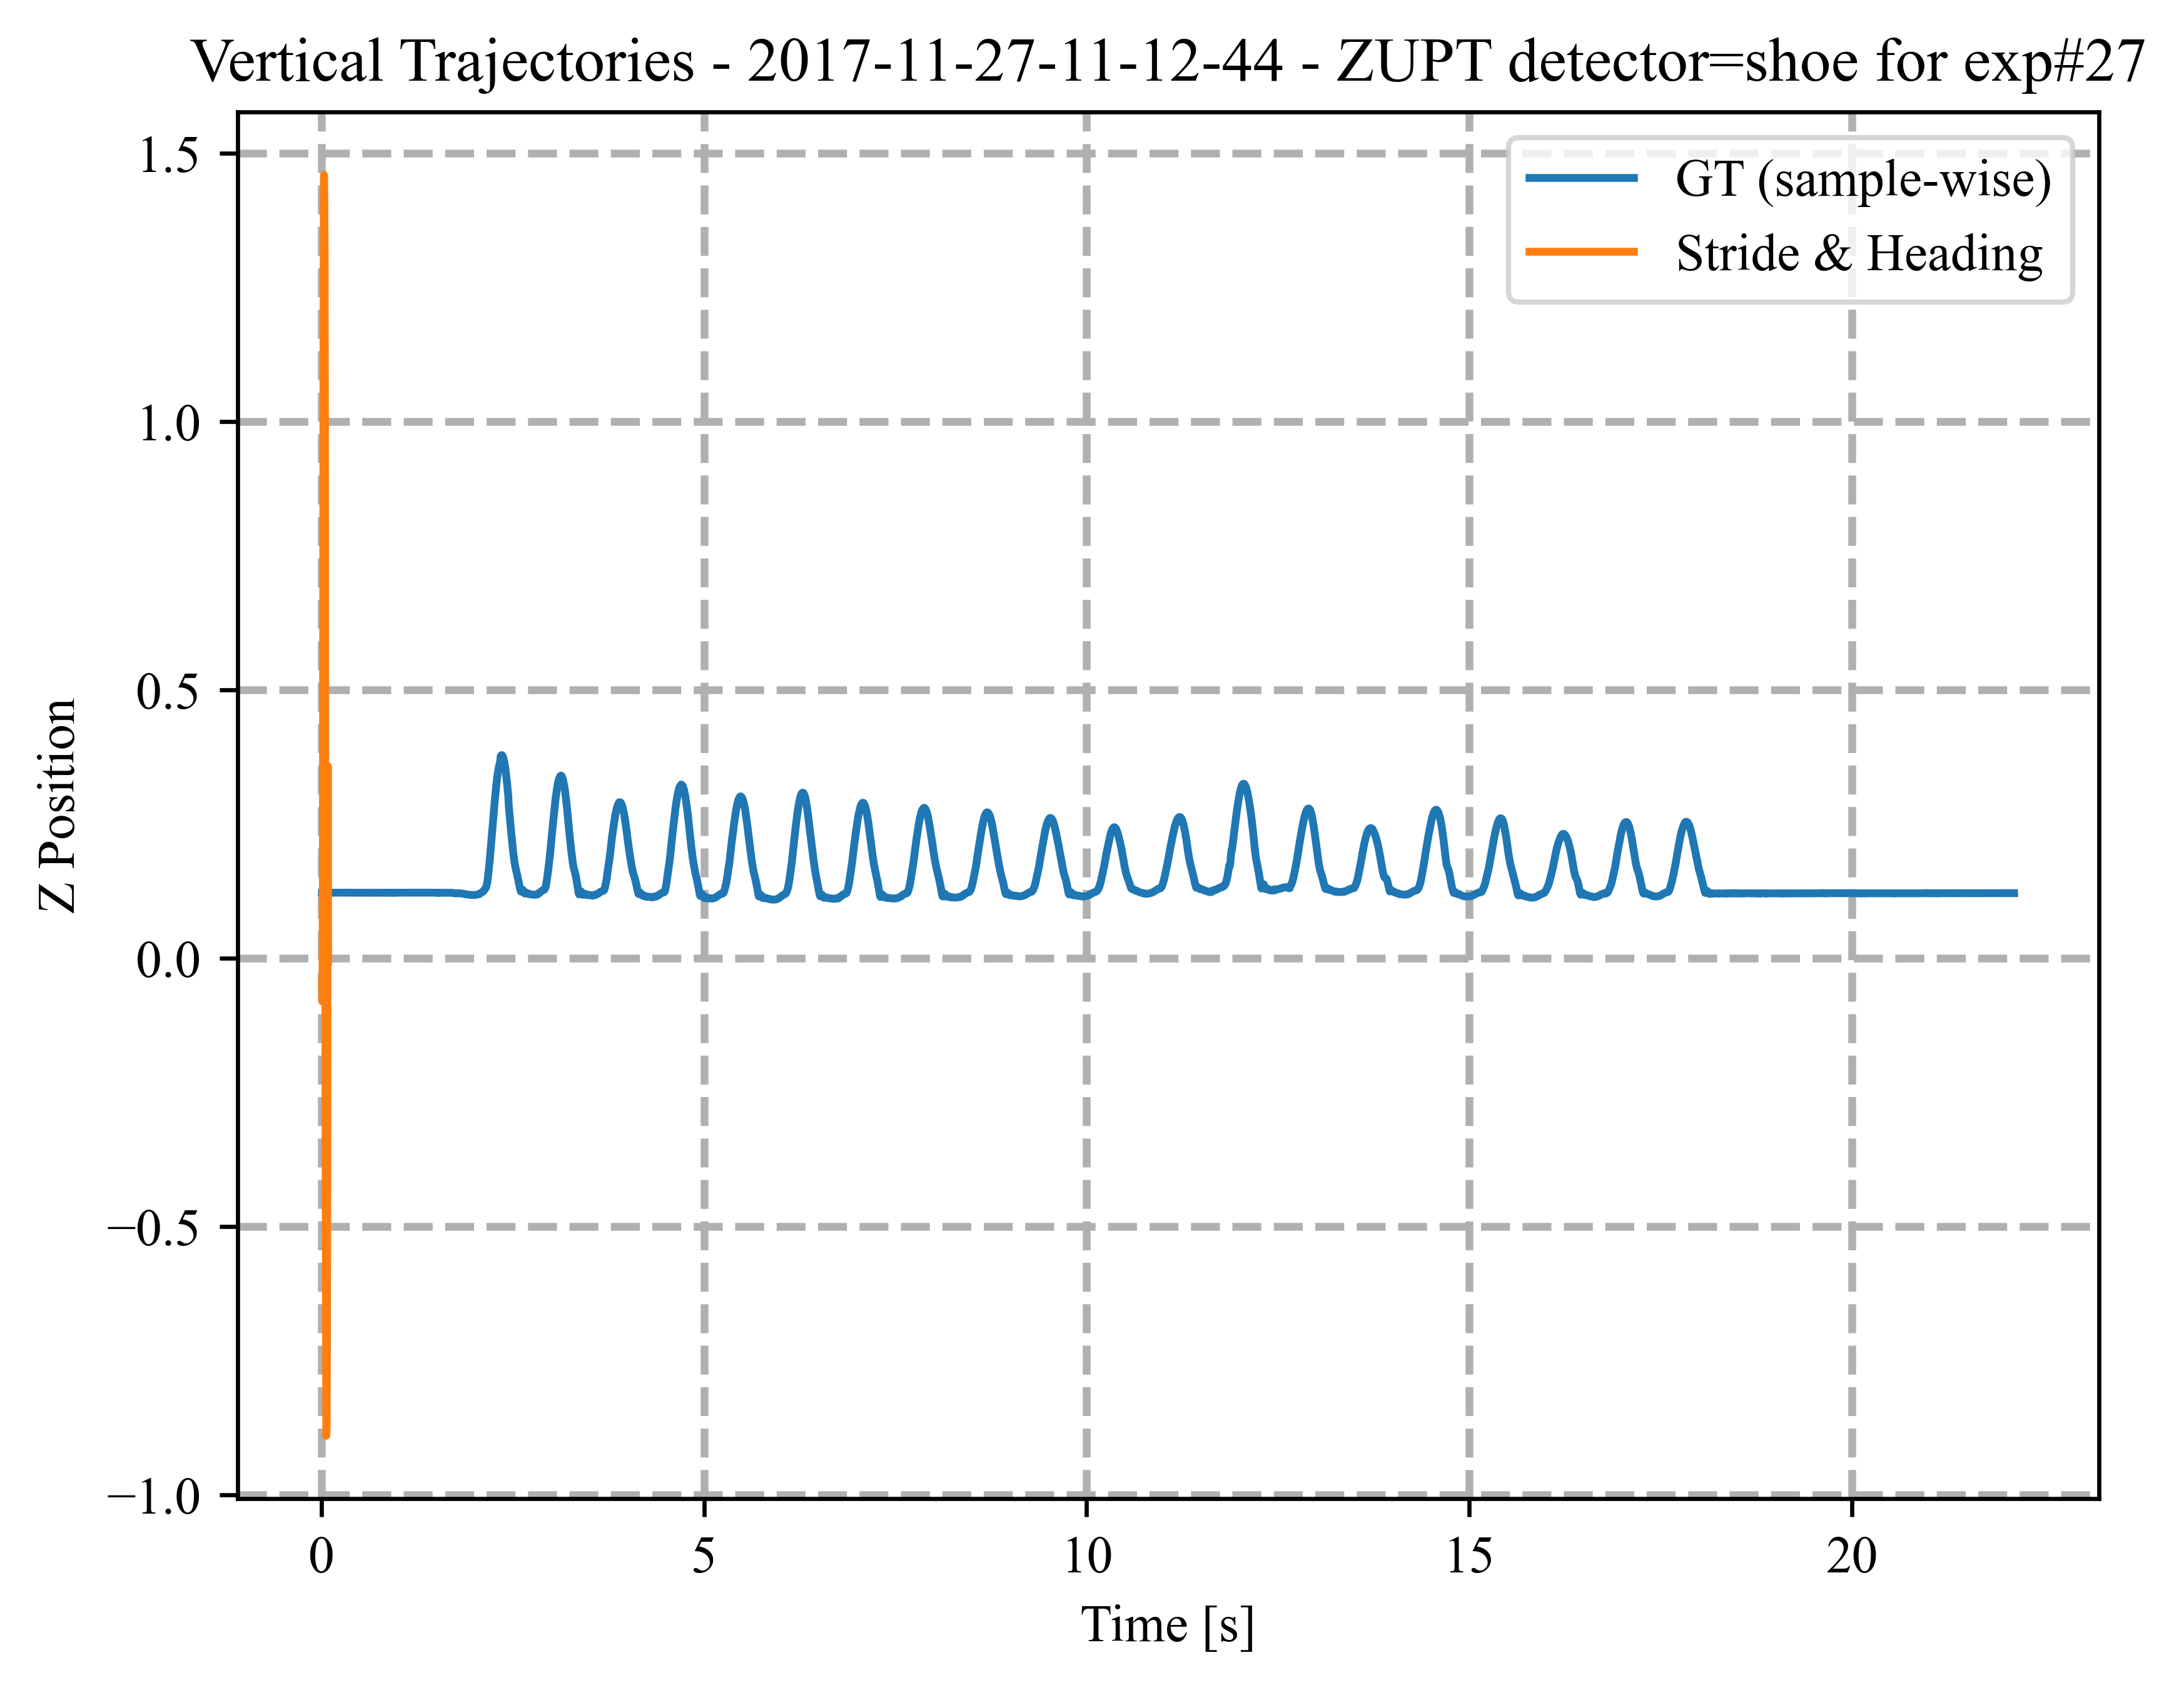 Vertical Trajectories - 2017-11-27-11-12-44 - ZUPT detector=shoe for exp#27
GT (sample-wise)
Stride & Heading
1.5
1.0
0.5
0.0
−0.5
−1.0
Z Position
0 5 10 15 20
Time [s]